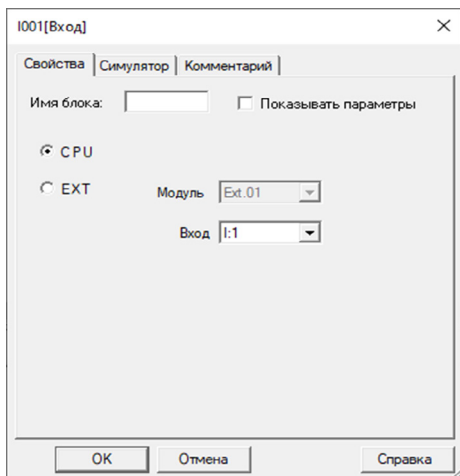 I001[Вход]
Свойства Симулятор Комментарий
Имя блока: Показывать параметры
CPU
EXT Модуль Ext.01
Вход I:1
OK Отмена Справка